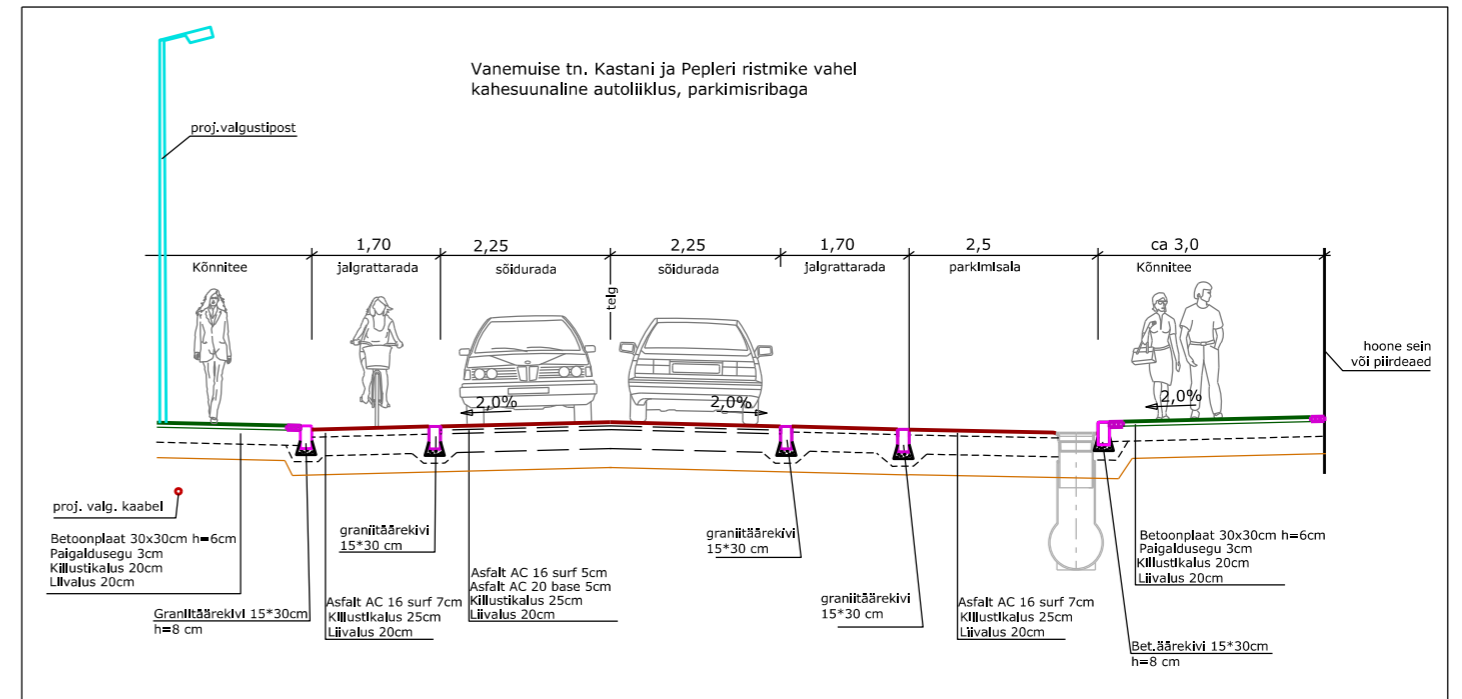 Vanemuise tn. Kastani ja Pepleri ristmike vahel
kahesuunaline autoliiklus, parkimisribaga
proj.valgustipost
1,70
2,25
2,25
1,70
2,5
ca 3,0
Kõnnitee
jalgrattarada
sõidurada
telg
sõidurada
jalgrattarada
parkimisala
Kõnnitee
hoone sein
või piirdeaed
2,0%
2,0%
2,0%
proj. valg. kaabel
Betoonplaat 30x30cm h=6cm
Paigaldusegu 3cm
Killustikalus 20cm
Liivalus 20cm
Graniitäärekivi 15*30cm
h=8 cm
graniitäärekivi
15*30 cm
Asfalt AC 16 surf 7cm
Killustikalus 25cm
Liivalus 20cm
Asfalt AC 16 surf 5cm
Asfalt AC 20 base 5cm
Killustikalus 25cm
Liivalus 20cm
graniitäärekivi
15*30 cm
graniitäärekivi
15*30 cm
Asfalt AC 16 surf 7cm
Killustikalus 25cm
Liivalus 20cm
Betoonplaat 30x30cm h=6cm
Paigaldusegu 3cm
Killustikalus 20cm
Liivalus 20cm
Bet.äärekivi 15*30cm
h=8 cm